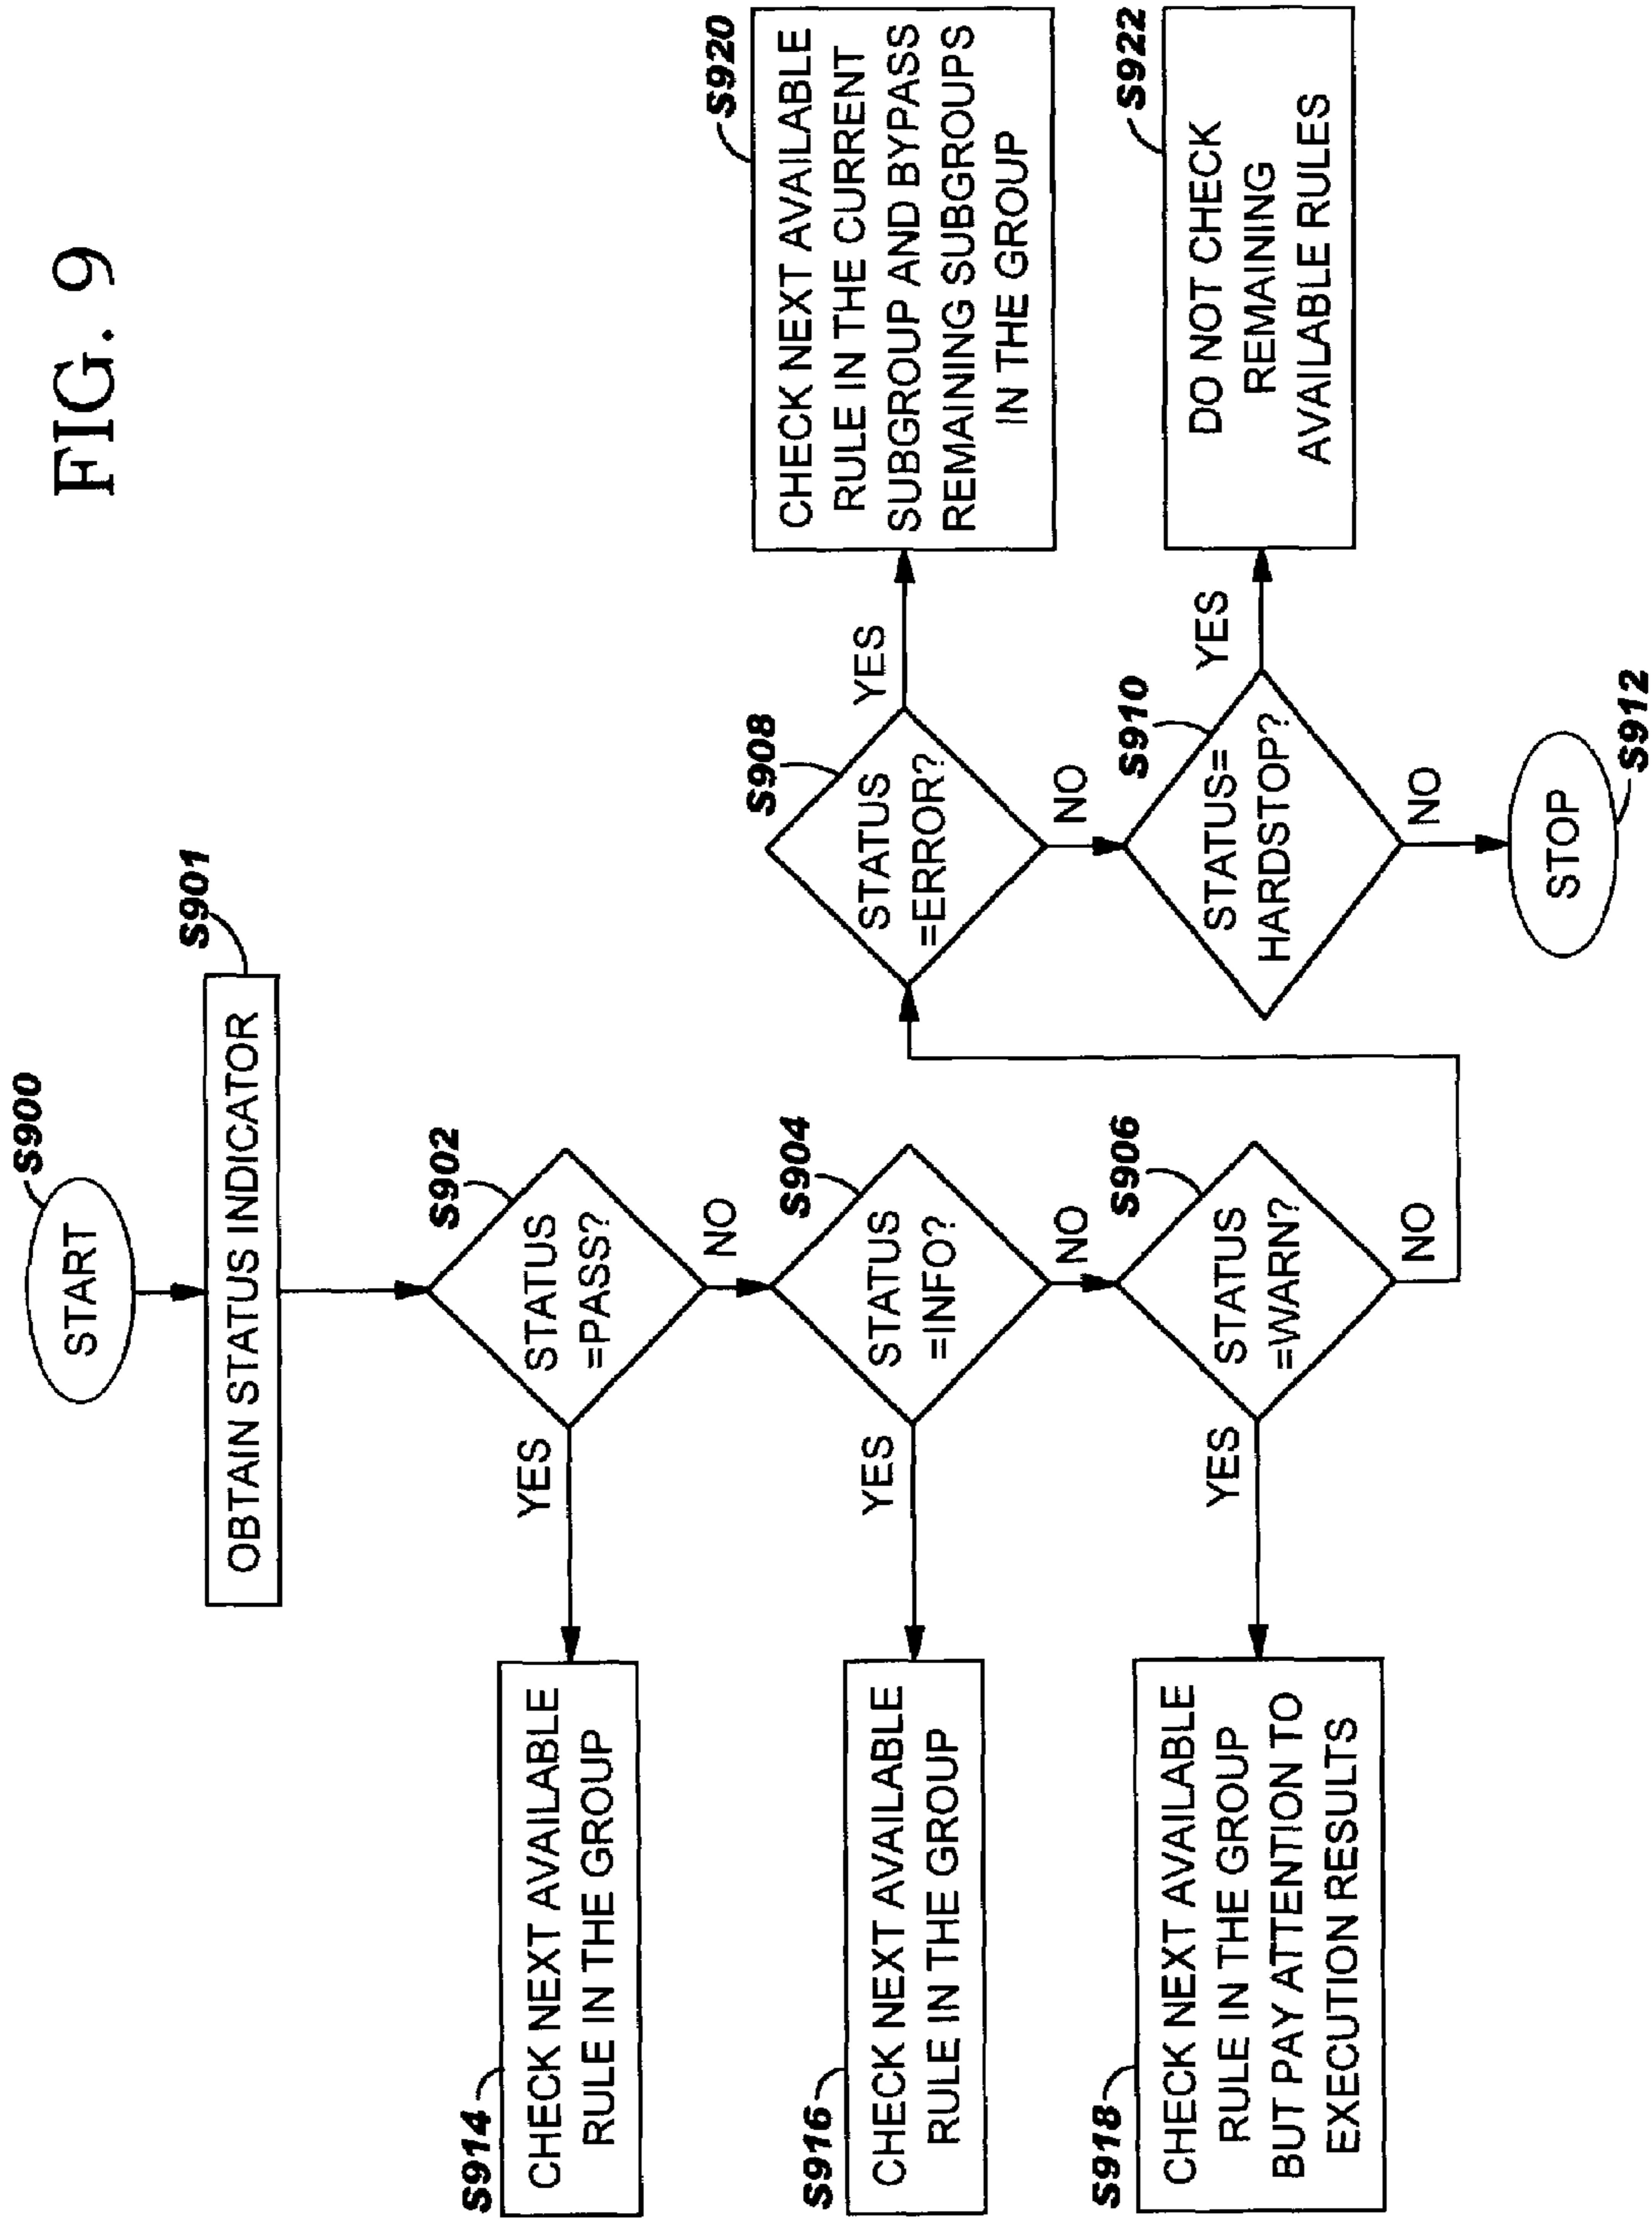 FIG. 9
S900
START
S901
OBTAIN STATUS INDICATOR
S902
STATUS
=PASS?
YES
NO
S914
CHECK NEXT AVAILABLE
RULE IN THE GROUP
S904
STATUS
=INFO?
YES
NO
S916
CHECK NEXT AVAILABLE
RULE IN THE GROUP
S906
STATUS
=WARN?
YES
NO
S918
CHECK NEXT AVAILABLE
RULE IN THE GROUP
BUT PAY ATTENTION TO
EXECUTION RESULTS
S908
STATUS
=ERROR?
YES
NO
S920
CHECK NEXT AVAILABLE
RULE IN THE CURRENT
SUBGROUP AND BYPASS
REMAINING SUBGROUPS
IN THE GROUP
S910
STATUS=
HARDSTOP?
YES
NO
S922
DO NOT CHECK
REMAINING
AVAILABLE RULES
STOP
S912